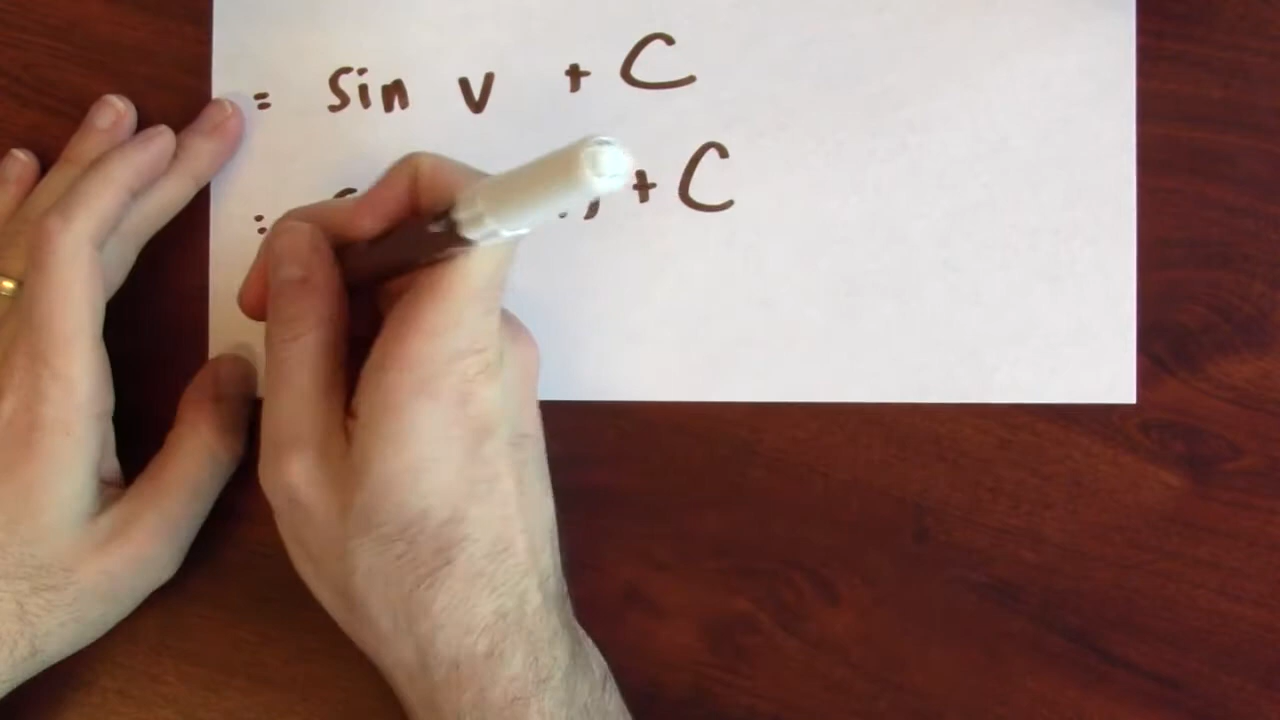 = sin v + C
= + C